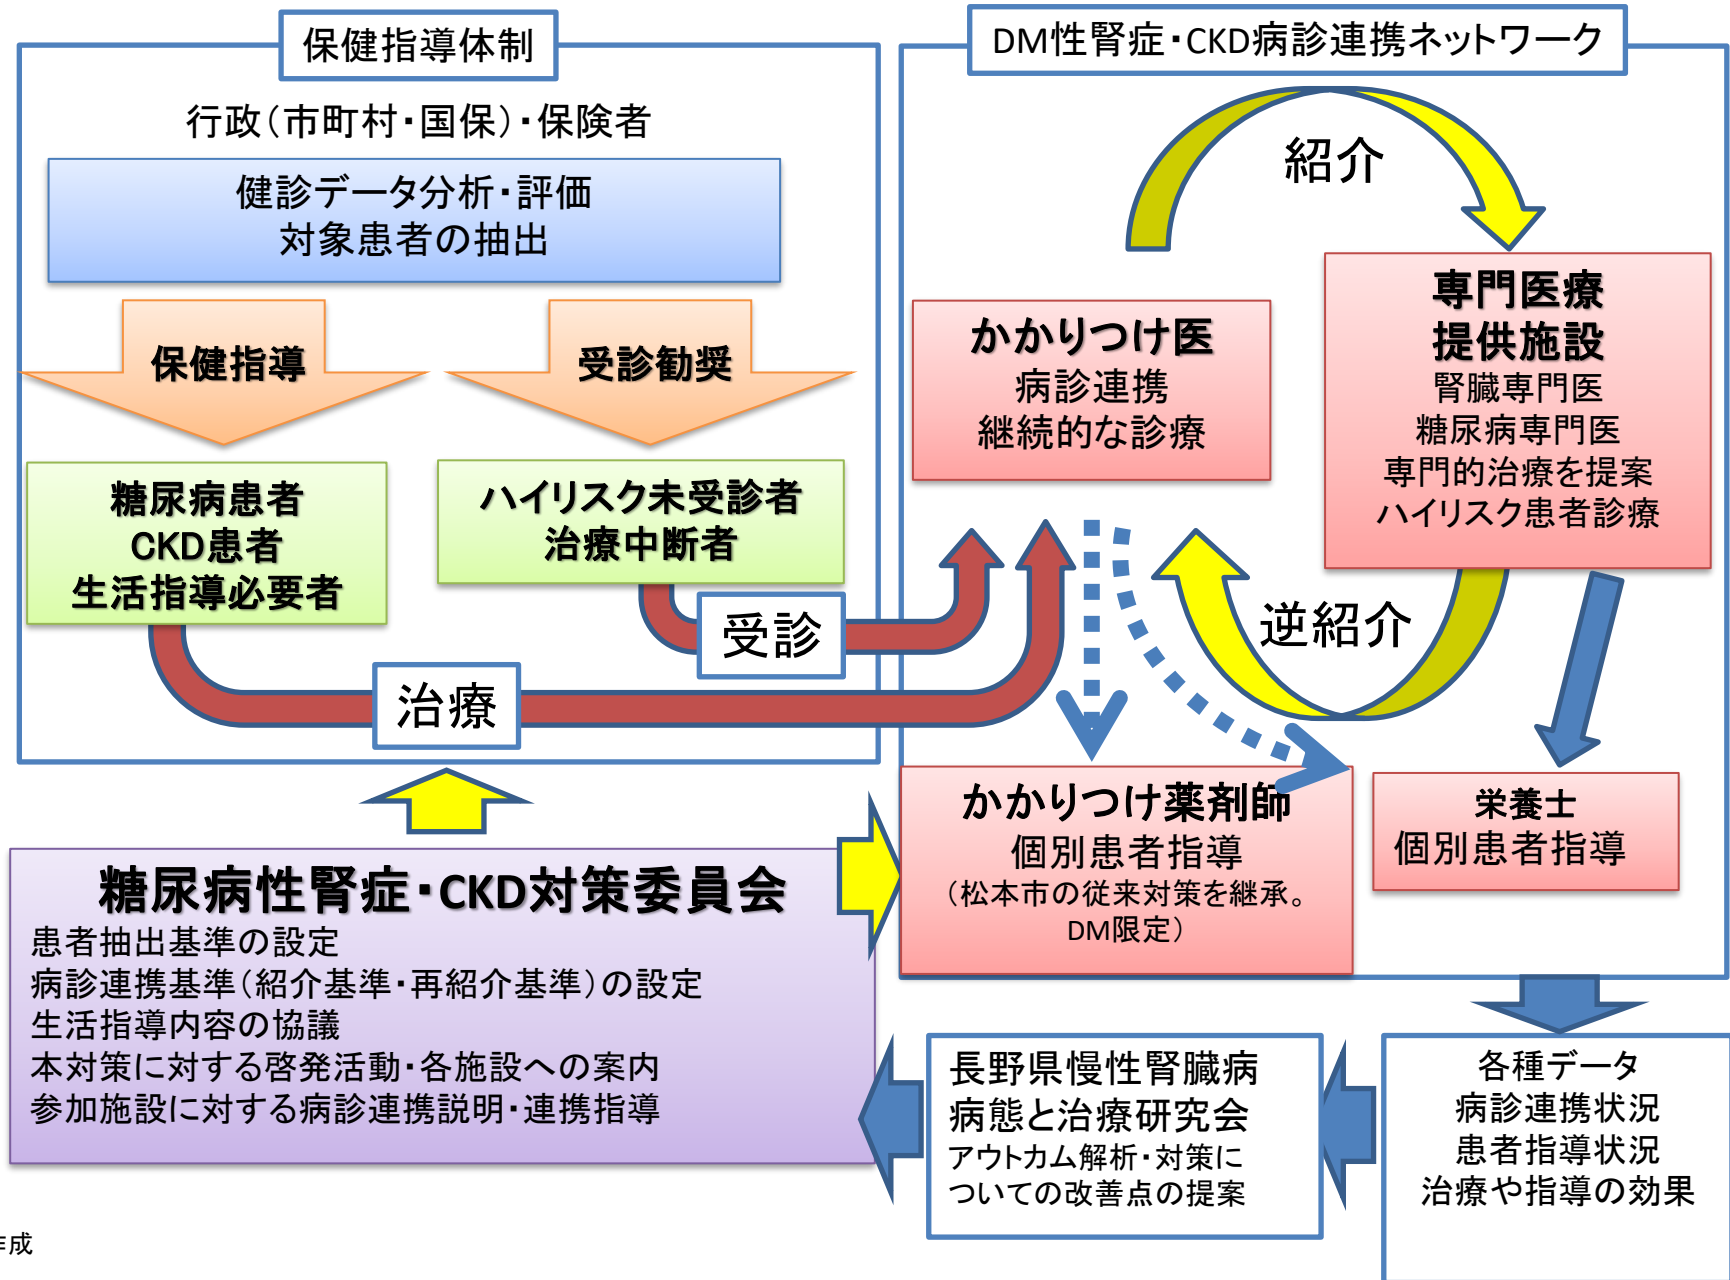 保健指導体制
行政（市町村・国保）・保険者
健診データ分析・評価
対象患者の抽出
保健指導
受診勧奨
糖尿病患者
CKD患者
生活指導必要者
ハイリスク未受診者
治療中断者
受診
治療
DM性腎症・CKD病診連携ネットワーク
紹介
かかりつけ医
病診連携
継続的な診療
専門医療
提供施設
腎臓専門医
糖尿病専門医
専門的治療を提案
ハイリスク患者診療
逆紹介
かかりつけ薬剤師
個別患者指導
（松本市の従来対策を継承。
DM限定）
栄養士
個別患者指導
糖尿病性腎症・CKD対策委員会
患者抽出基準の設定
病診連携基準（紹介基準・再紹介基準）の設定
生活指導内容の協議
本対策に対する啓発活動・各施設への案内
参加施設に対する病診連携説明・連携指導
長野県慢性腎臓病
病態と治療研究会
アウトカム解析・対策に
ついての改善点の提案
各種データ
病診連携状況
患者指導状況
治療や指導の効果
作成